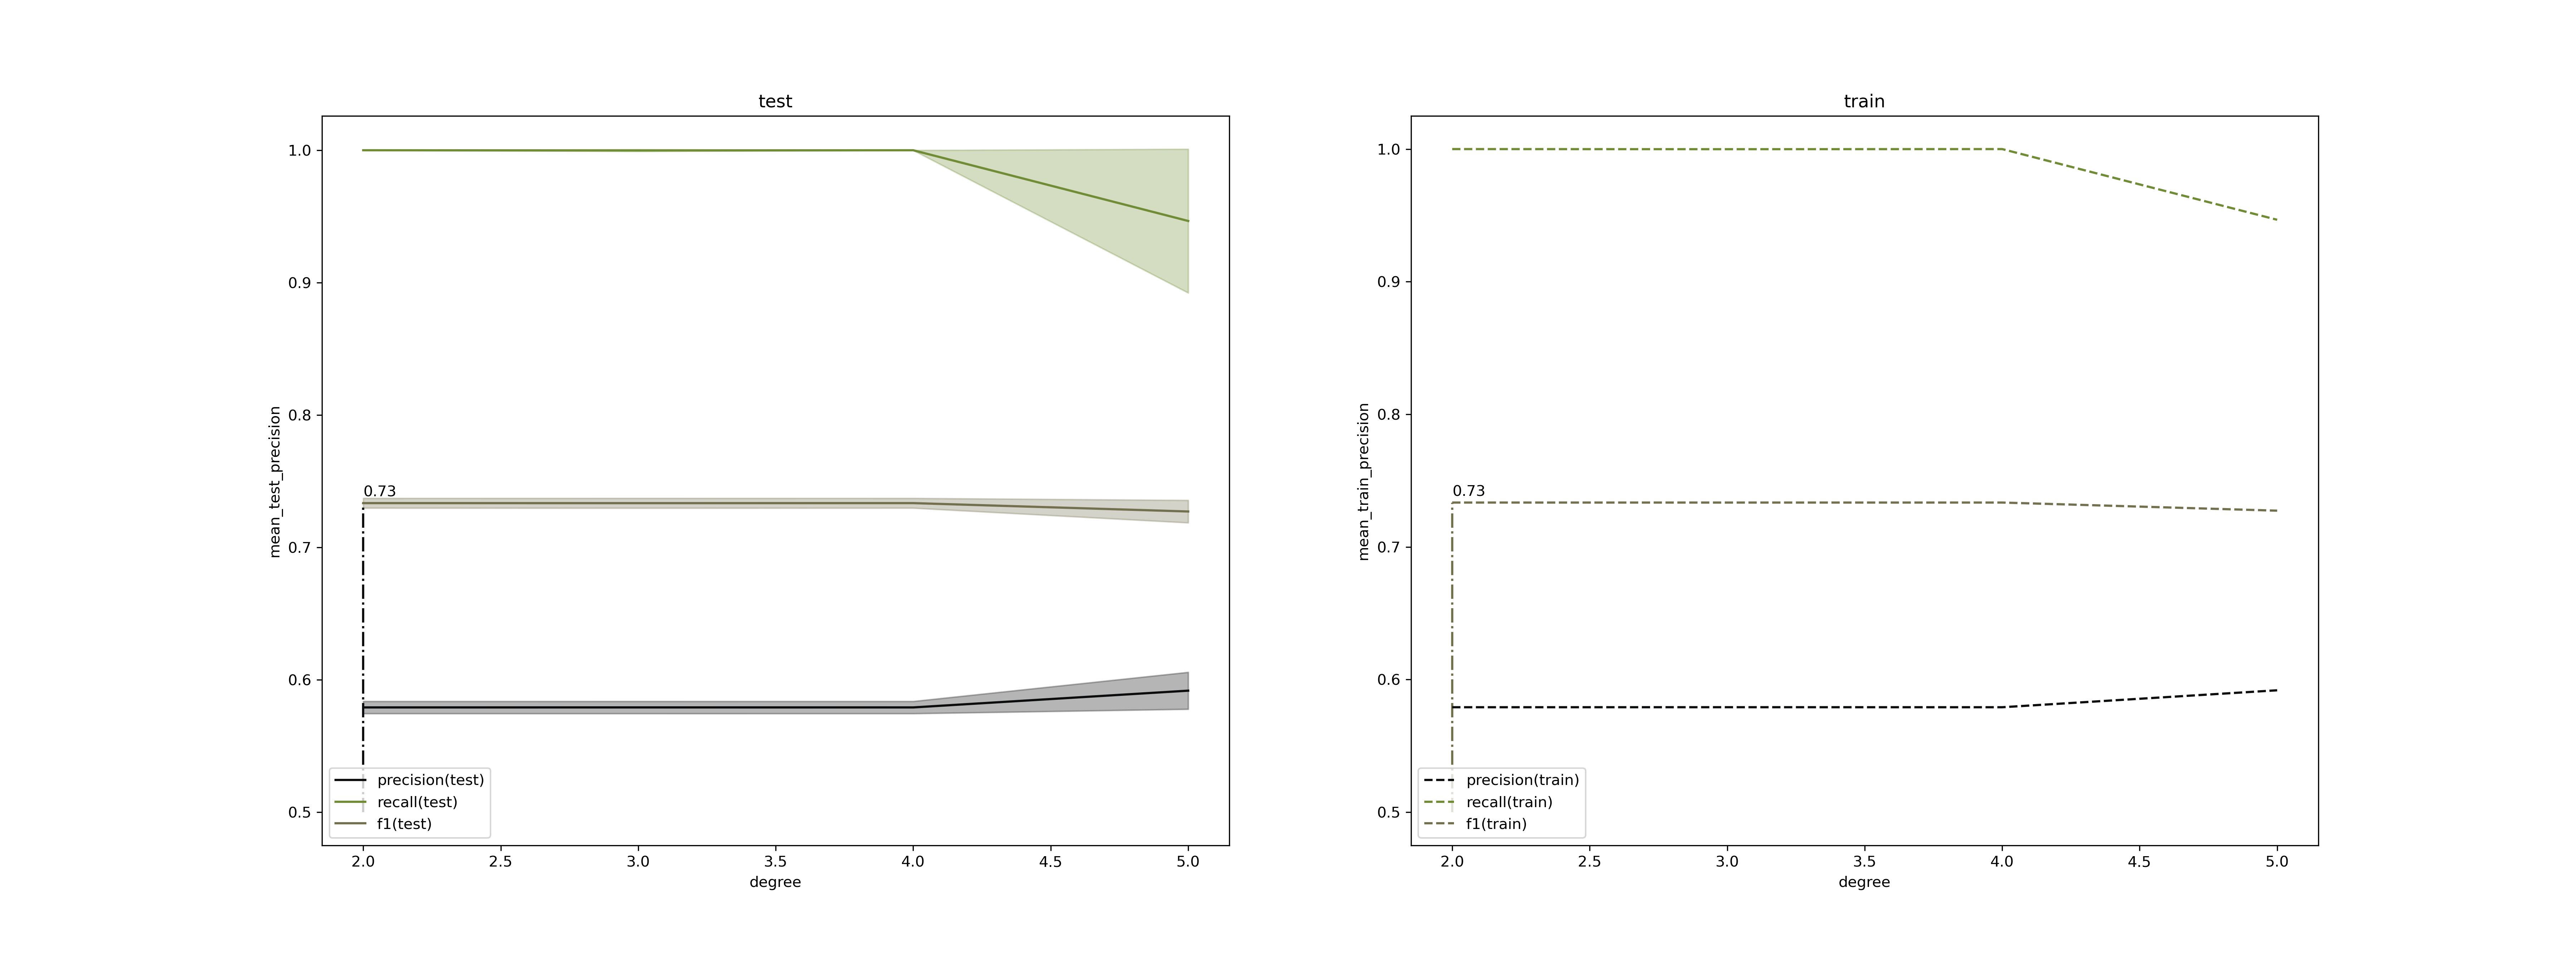 test
1.0
0.9
0.8
0.7
0.6
0.5
mean_test_precision
0.73
precision(test)
recall(test)
f1(test)
2.0 2.5 3.0 3.5 4.0 4.5 5.0
degree
train
1.0
0.9
0.8
0.7
0.6
0.5
mean_train_precision
0.73
precision(train)
recall(train)
f1(train)
2.0 2.5 3.0 3.5 4.0 4.5 5.0
degree